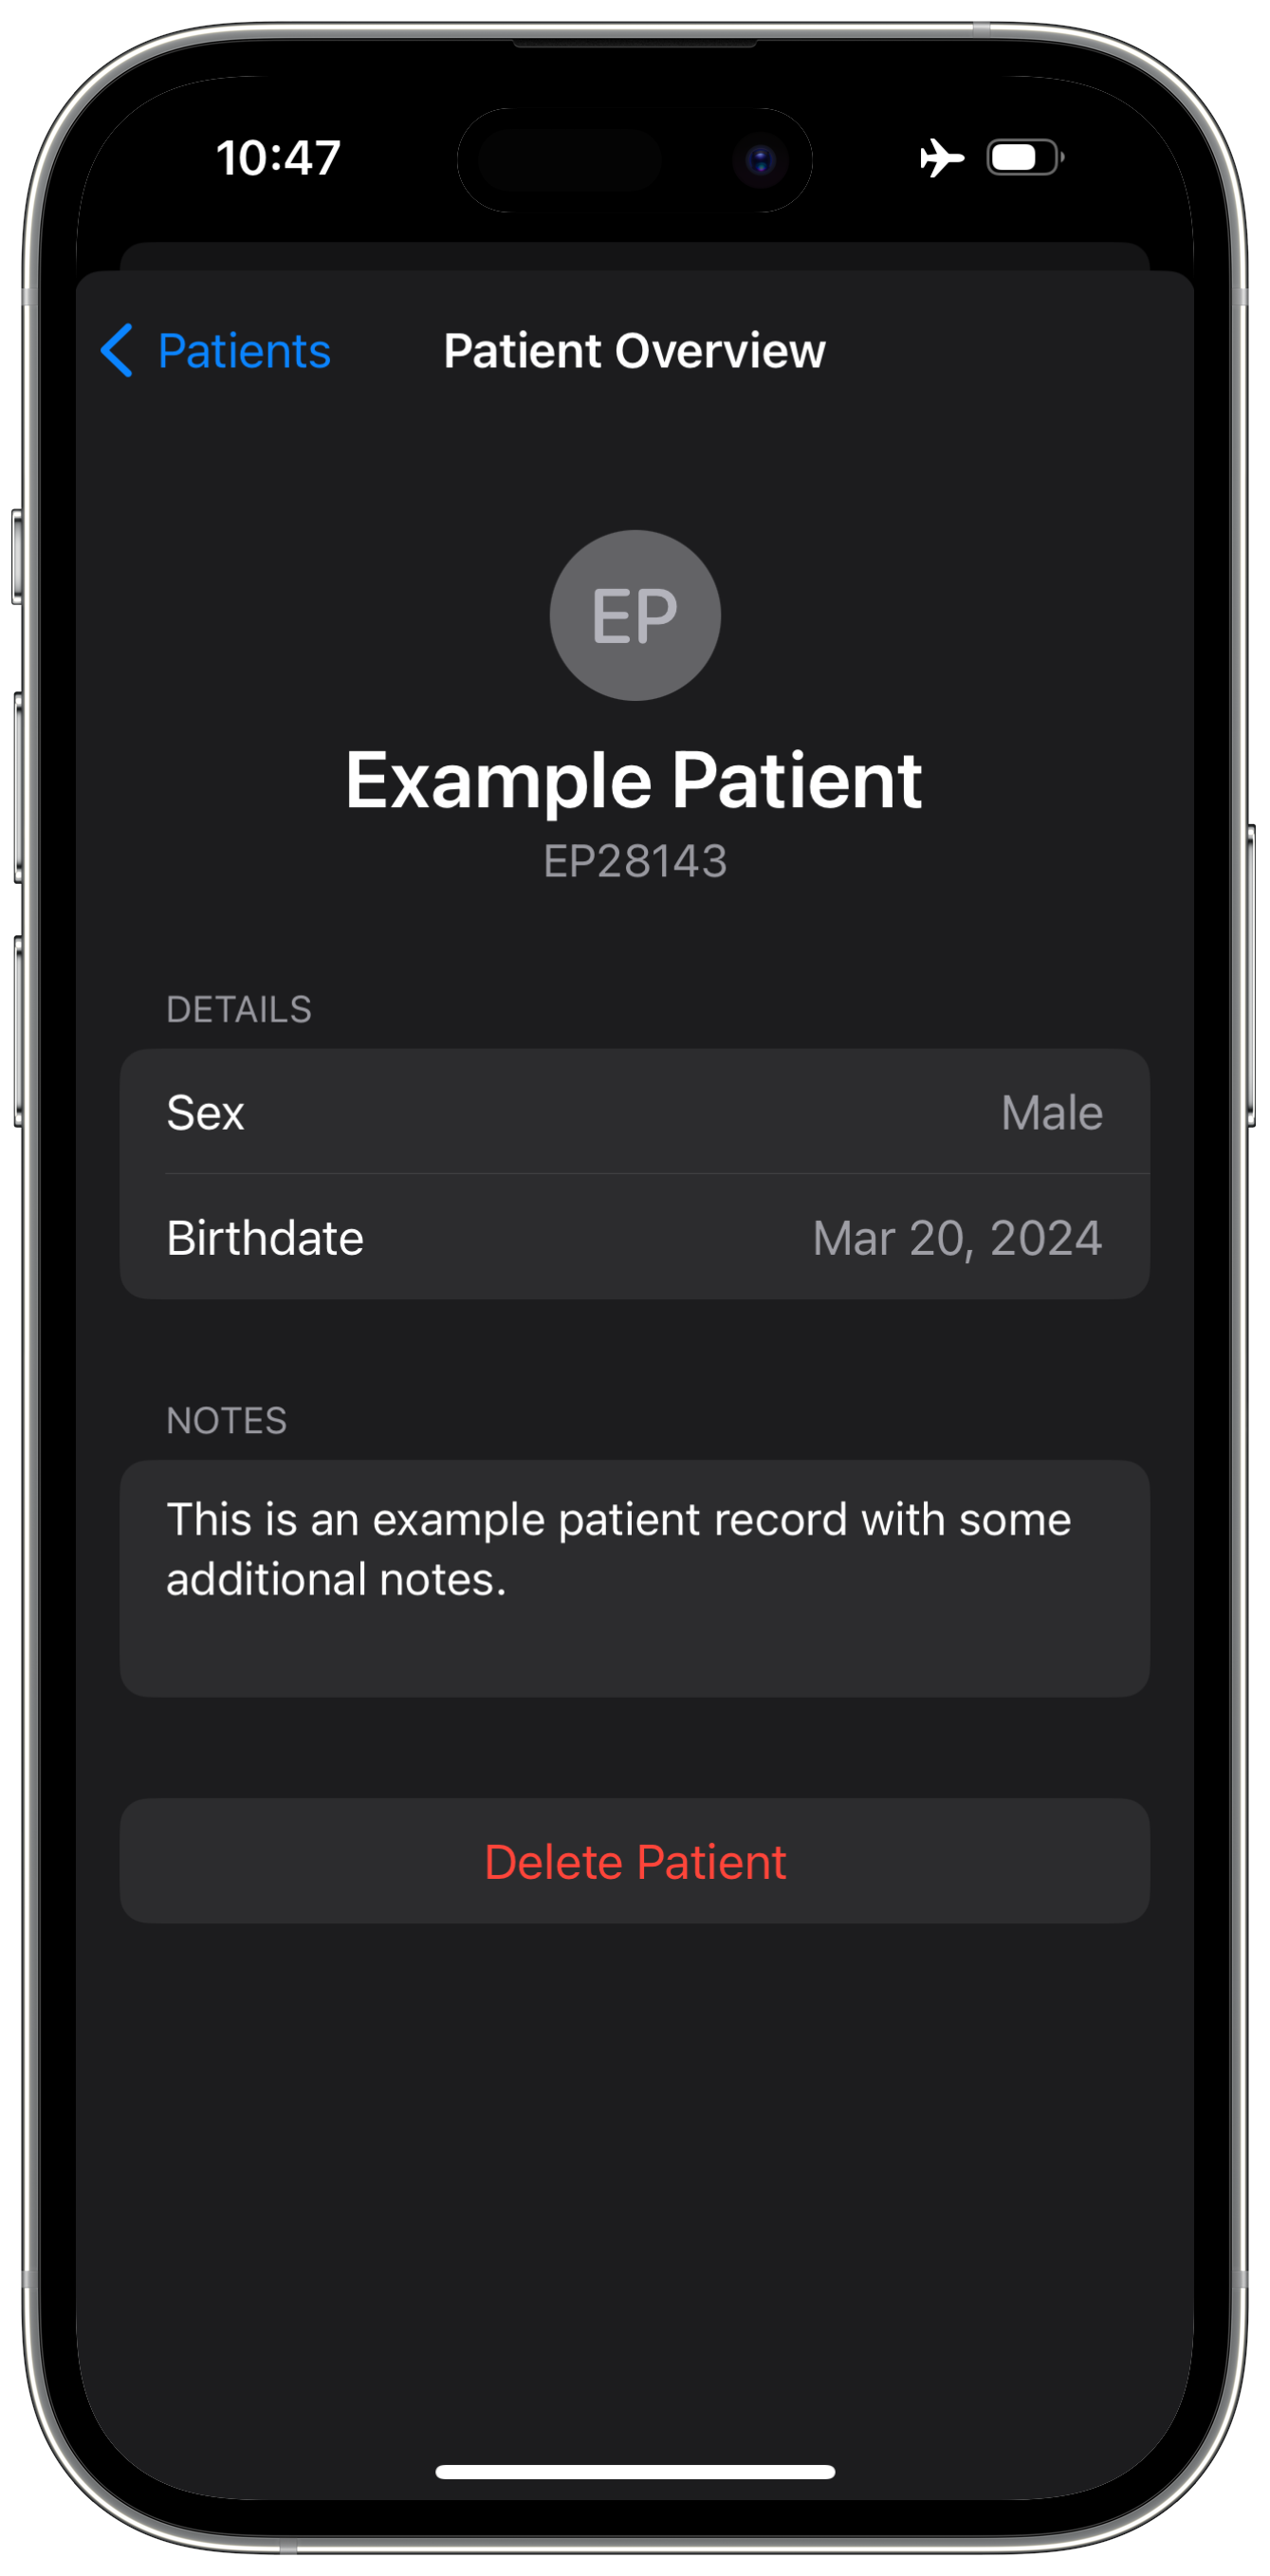 10:47
Patients
Patient Overview
EP
Example Patient
EP28143
DETAILS
Sex
Male
Birthdate
Mar 20, 2024
NOTES
This is an example patient record with some
additional notes.
Delete Patient